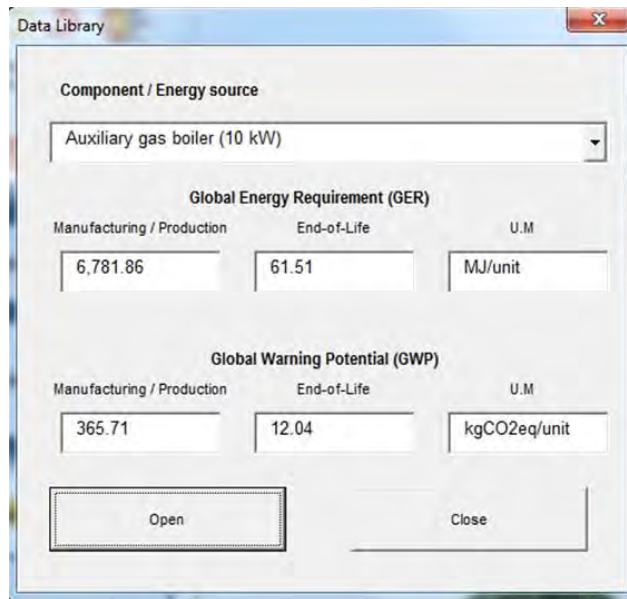 Data Library
x
Component / Energy source
Auxiliary gas boiler (10 kW)
Global Energy Requirement (GER)
Manufacturing / Production End-of-Life U.M
6,781.86 61.51 MJ/unit
Global Warning Potential (GWP)
Manufacturing / Production End-of-Life U.M
365.71 12.04 kgCO2eq/unit
Open Close